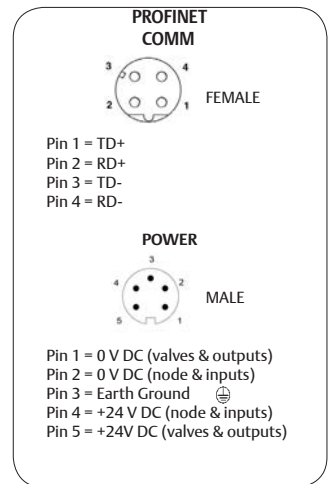 PROFINET
COMM
3 4
FEMALE
2 1
Pin 1 = TD+
Pin 2 = RD+
Pin 3 = TD-
Pin 4 = RD-
POWER
3
4 2
MALE
5 1
Pin 1 = 0 V DC (valves & outputs)
Pin 2 = 0 V DC (node & inputs)
Pin 3 = Earth Ground
Pin 4 = +24 V DC (node & inputs)
Pin 5 = +24V DC (valves & outputs)